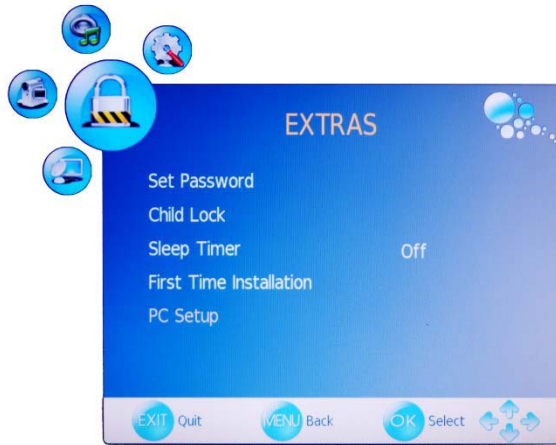 EXTRAS
Set Password
Child Lock
Sleep Timer Off
First Time Installation
PC Setup
EXIT Quit MENU Back OK Select